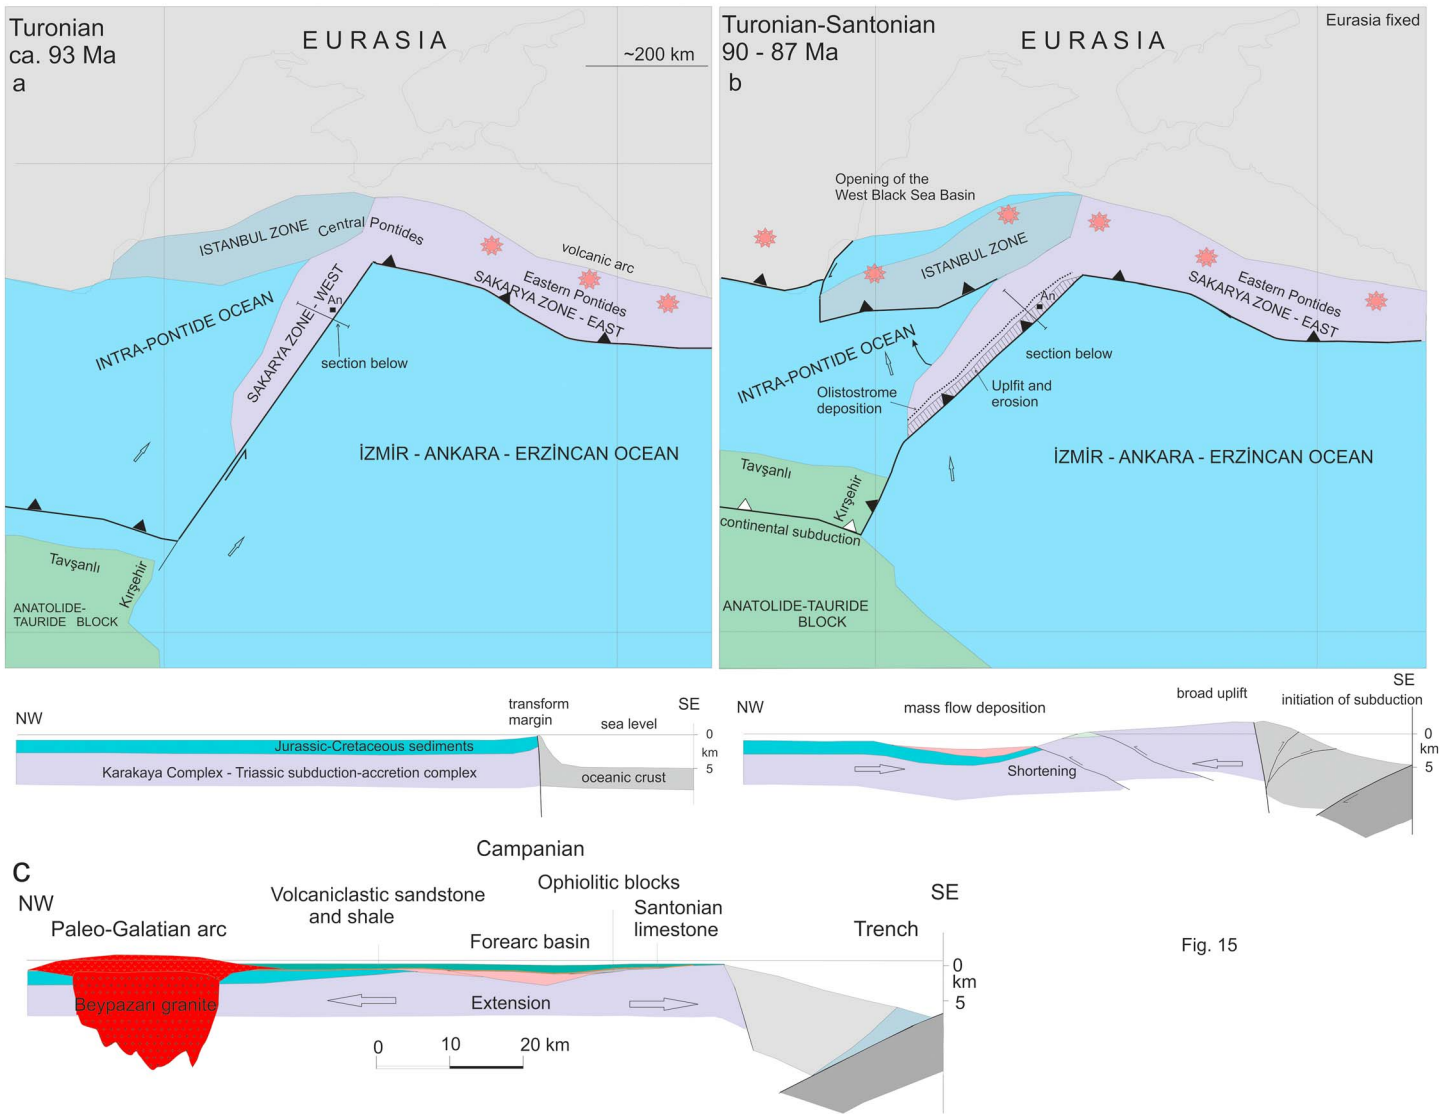 Turonian
ca. 93 Ma
a
EURASIA
~200 km
ISTANBUL ZONE
Central Pontides
volcanic arc
Eastern Pontides
SAKARYA ZONE - EAST
SAKARYA ZONE - WEST
An
INTRA-PONTIDE OCEAN
section below
İZMİR - ANKARA - ERZİNCAN OCEAN
Tavşanlı
Kırşehir
ANATOLIDE-
TAURIDE BLOCK
Turonian-Santonian
90 - 87 Ma
b
EURASIA
Eurasia fixed
Opening of the
West Black Sea Basin
ISTANBUL ZONE
Eastern Pontides
SAKARYA ZONE - EAST
An
INTRA-PONTIDE OCEAN
section below
Olistostrome
deposition
Uplfit and
erosion
İZMİR - ANKARA - ERZİNCAN OCEAN
Tavşanlı
Kırşehir
continental subduction
ANATOLIDE-TAURIDE
BLOCK
NW
transform
margin
sea level
SE
0
km
5
Jurassic-Cretaceous sediments
Karakaya Complex - Triassic subduction-accretion complex
oceanic crust
NW
mass flow deposition
broad uplift
SE
initiation of subduction
0
km
5
Shortening
Campanian
c
NW
Paleo-Galatian arc
Volcaniclastic sandstone
and shale
Ophiolitic blocks
Forearc basin
Santonian
limestone
SE
Trench
0
km
5
Beypazarı granite
Extension
0 10 20 km
Fig. 15